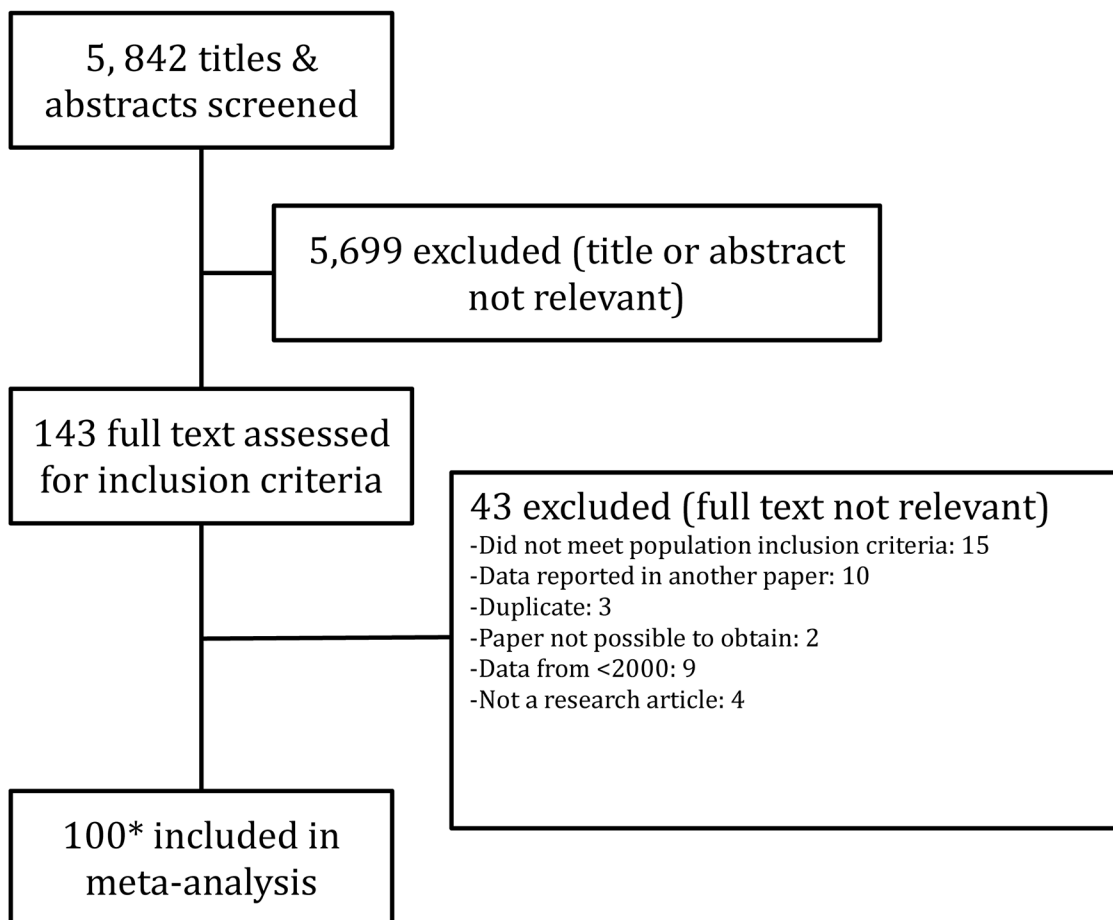 5, 842 titles &
abstracts screened
5,699 excluded (title or abstract
not relevant)
143 full text assessed
for inclusion criteria
43 excluded (full text not relevant)
-Did not meet population inclusion criteria: 15
-Data reported in another paper: 10
-Duplicate: 3
-Paper not possible to obtain: 2
-Data from <2000: 9
-Not a research article: 4
100* included in
meta-analysis